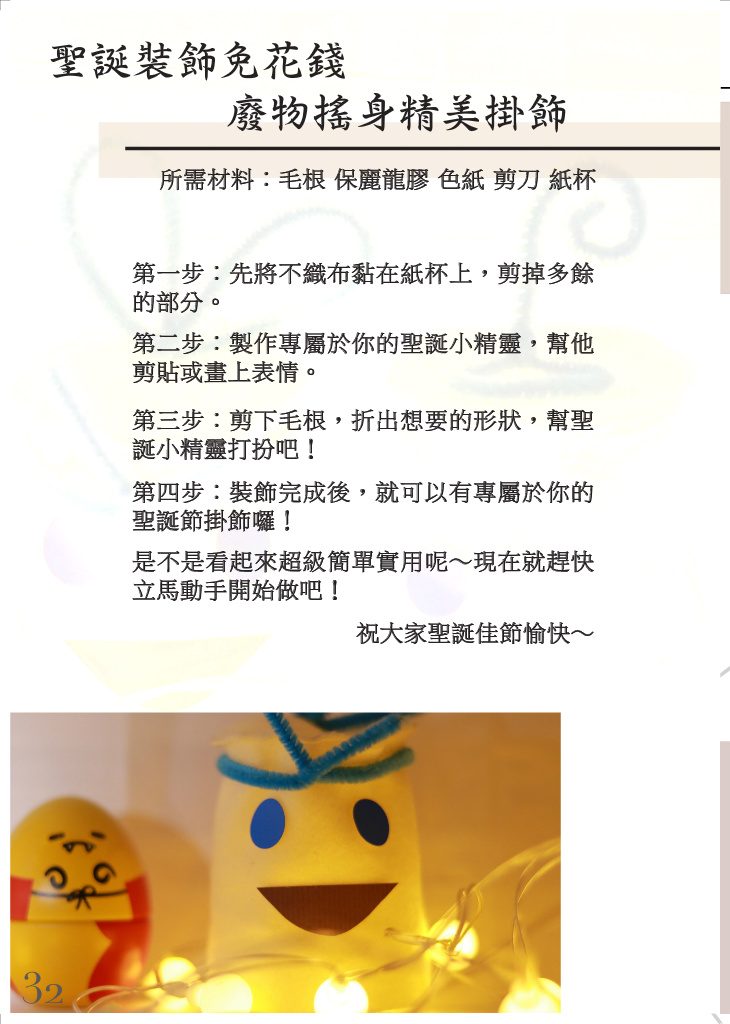 聖誕裝飾免花錢
廢物搖身精美掛飾
所需材料：毛根 保麗龍膠 色紙 剪刀 紙杯
第一步：先將不織布黏在紙杯上，剪掉多餘
的部分。
第二步：製作專屬於你的聖誕小精靈，幫他
剪貼或畫上表情。
第三步：剪下毛根，折出想要的形狀，幫聖
誕小精靈打扮吧！
第四步：裝飾完成後，就可以有專屬於你的
聖誕節掛飾囉！
是不是看起來超級簡單實用呢～現在就趕快
立馬動手開始做吧！
祝大家聖誕佳節愉快～
32